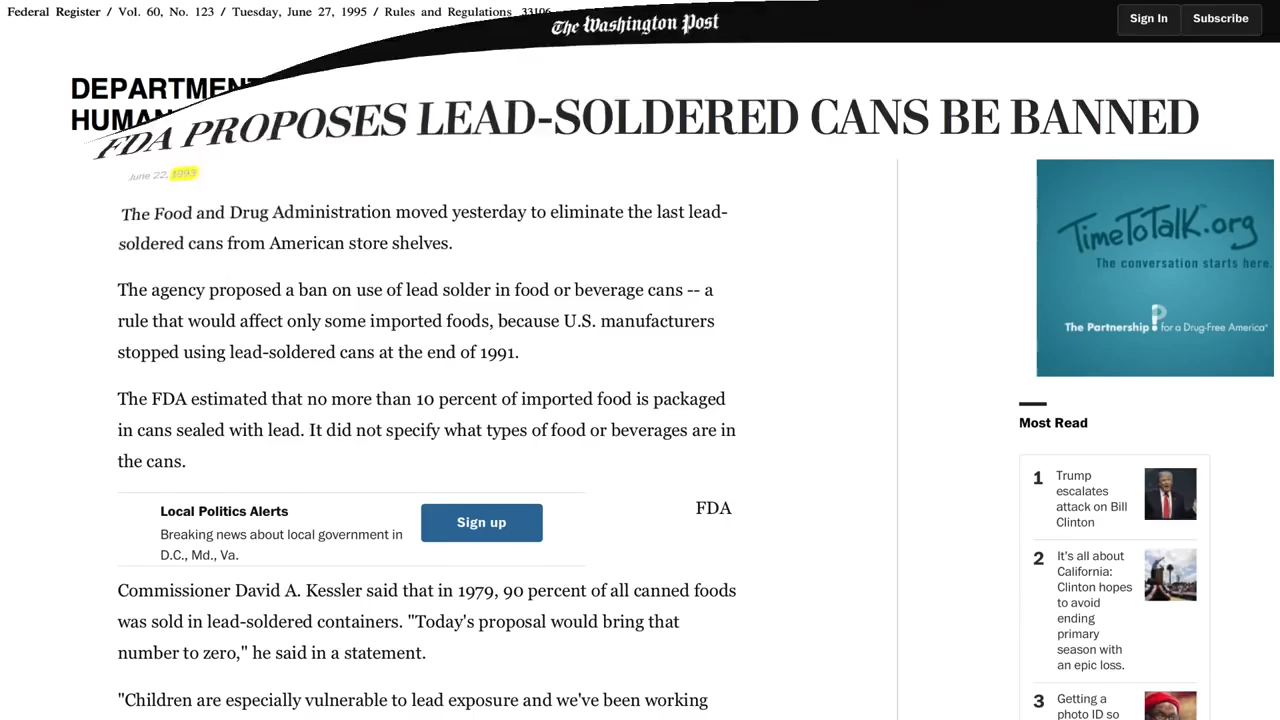 Federal Register / Vol. 60, No. 123 / Tuesday, June 27, 1995 / Rules and Regulations 33106
The Washington Post
Sign In
Subscribe
DEPARTMENT
HUMAN
FDA PROPOSES LEAD-SOLDERED CANS BE BANNED
June 22, 1993
The Food and Drug Administration moved yesterday to eliminate the last lead-
soldered cans from American store shelves.
The agency proposed a ban on use of lead solder in food or beverage cans -- a
rule that would affect only some imported foods, because U.S. manufacturers
stopped using lead-soldered cans at the end of 1991.
The FDA estimated that no more than 10 percent of imported food is packaged
in cans sealed with lead. It did not specify what types of food or beverages are in
the cans.
Local Politics Alerts
Breaking news about local government in
D.C., Md., Va.
Sign up
FDA
Commissioner David A. Kessler said that in 1979, 90 percent of all canned foods
was sold in lead-soldered containers. "Today's proposal would bring that
number to zero," he said in a statement.
"Children are especially vulnerable to lead exposure and we've been working
TimeToTalk.org
The conversation starts here.
The Partnership for a Drug-Free America
Most Read
1
Trump
escalates
attack on Bill
Clinton
2
It's all about
California:
Clinton hopes
to avoid
ending
primary
season with
an epic loss.
3
Getting a
photo ID so